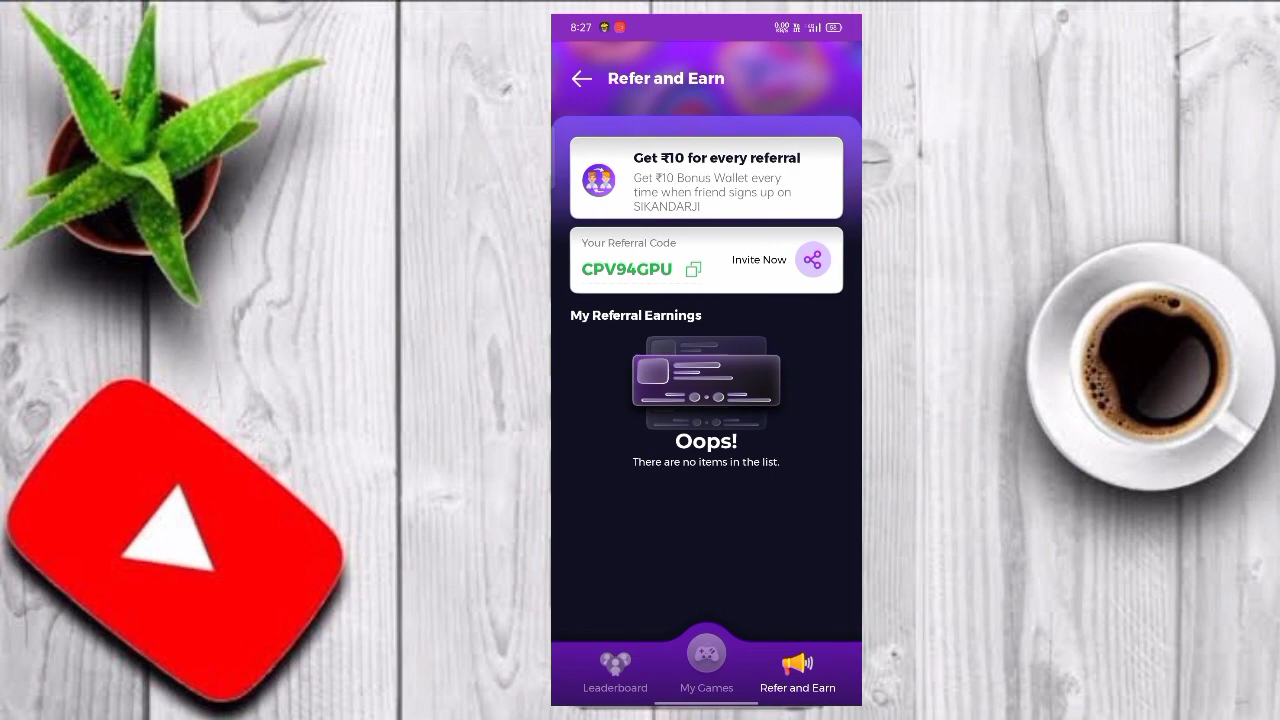 8:27
Refer and Earn
Get ₹10 for every referral
Get ₹10 Bonus Wallet every
time when friend signs up on
SIKANDARJI
Your Referral Code
CPV94GPU
Invite Now
My Referral Earnings
Oops!
There are no items in the list.
Leaderboard
My Games
Refer and Earn